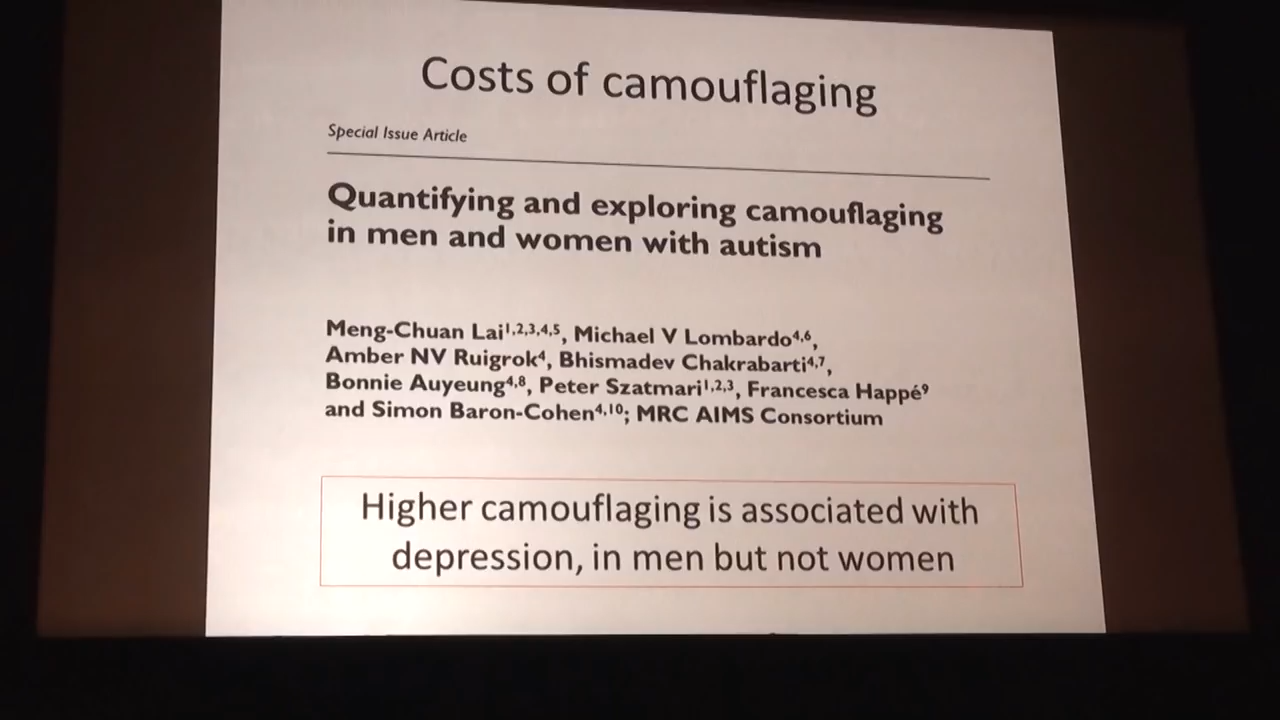 Costs of camouflaging
Special Issue Article
Quantifying and exploring camouflaging
in men and women with autism
Meng-Chuan Lai1,2,3,4,5, Michael V Lombardo4,6,
Amber NV Ruigrok4, Bhismadev Chakrabarti4,7,
Bonnie Auyeung4,8, Peter Szatmari1,2,3, Francesca Happé9
and Simon Baron-Cohen4,10; MRC AIMS Consortium
Higher camouflaging is associated with
depression, in men but not women